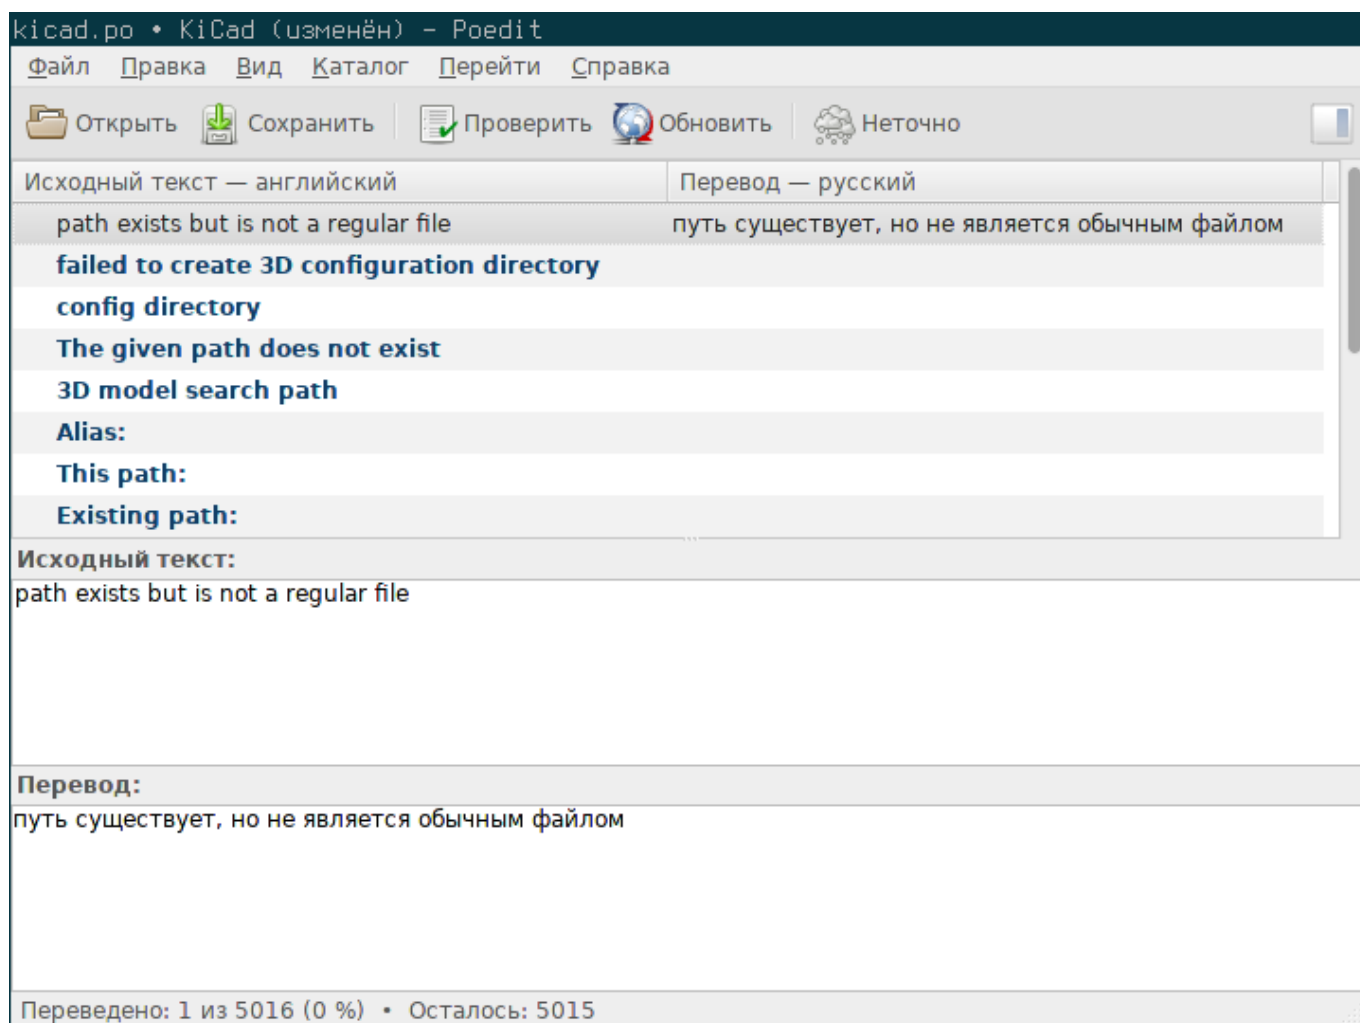 kicad.po • KiCad (изменён) – Poedit
Файл Правка Вид Каталог Перейти Справка
Открыть Сохранить Проверить Обновить Неточно
Исходный текст — английский Перевод — русский
path exists but is not a regular file путь существует, но не является обычным файлом
failed to create 3D configuration directory
config directory
The given path does not exist
3D model search path
Alias:
This path:
Existing path:
Исходный текст:
path exists but is not a regular file
Перевод:
путь существует, но не является обычным файлом
Переведено: 1 из 5016 (0 %) • Осталось: 5015